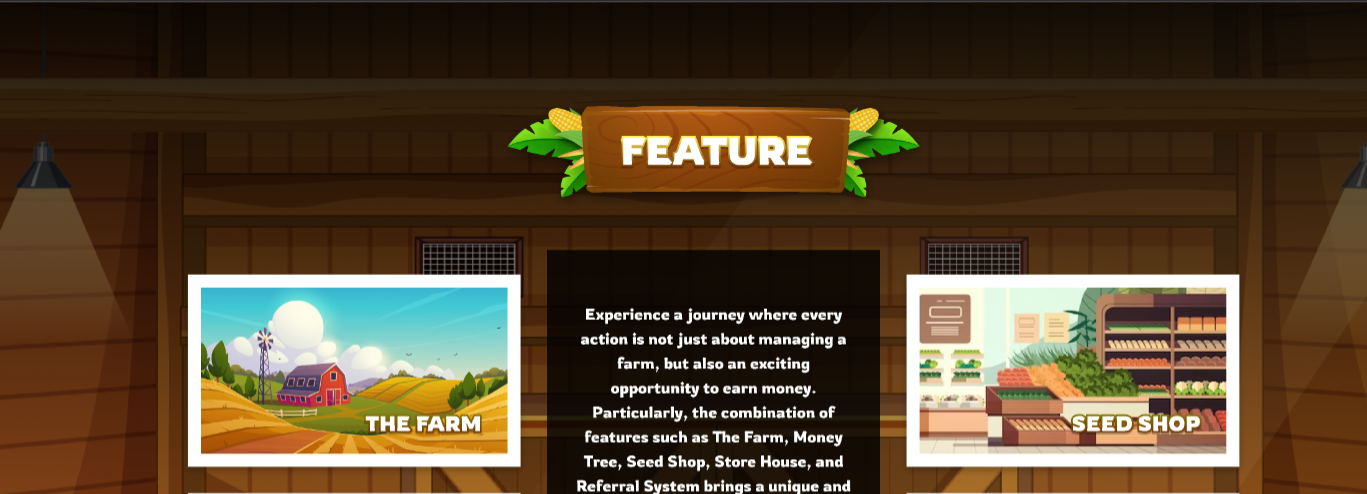 FEATURE
THE FARM
Experience a journey where every
action is not just about managing a
farm, but also an exciting
opportunity to earn money.
Particularly, the combination of
features such as The Farm, Money
Tree, Seed Shop, Store House, and
Referral System brings a unique and
SEED SHOP